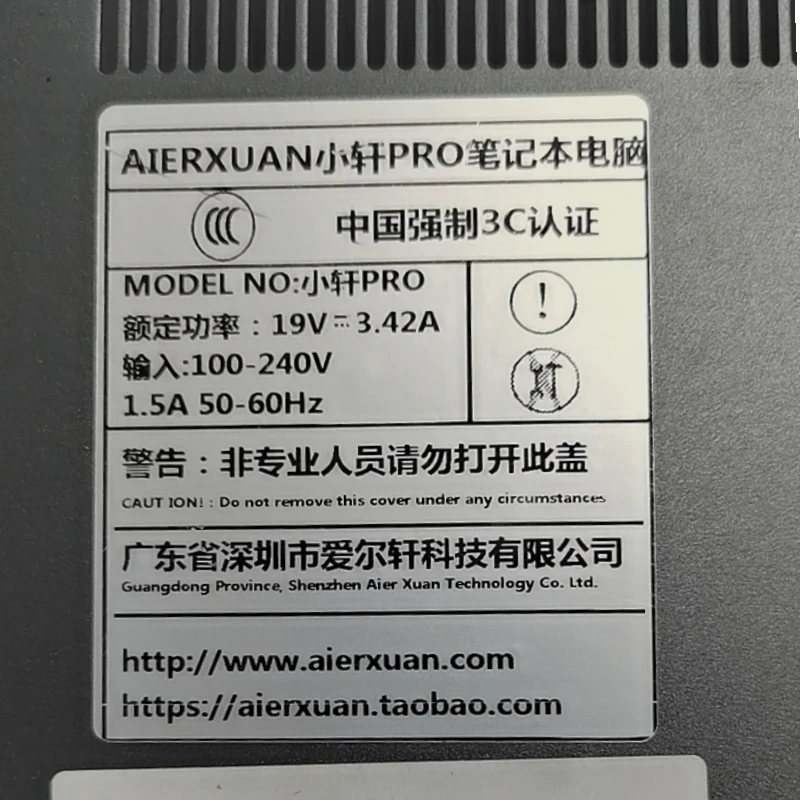 AIERXUAN小轩PRO笔记本电脑
中国强制3C认证
MODEL NO:小轩PRO
额定功率：19V⎓3.42A
输入:100-240V
1.5A 50-60Hz
!
警告：非专业人员请勿打开此盖
CAUT ION!：Do not remove this cover under any circumstances
广东省深圳市爱尔轩科技有限公司
Guangdong Province, Shenzhen Aier Xuan Technology Co. Ltd.
http://www.aierxuan.com
https://aierxuan.taobao.com